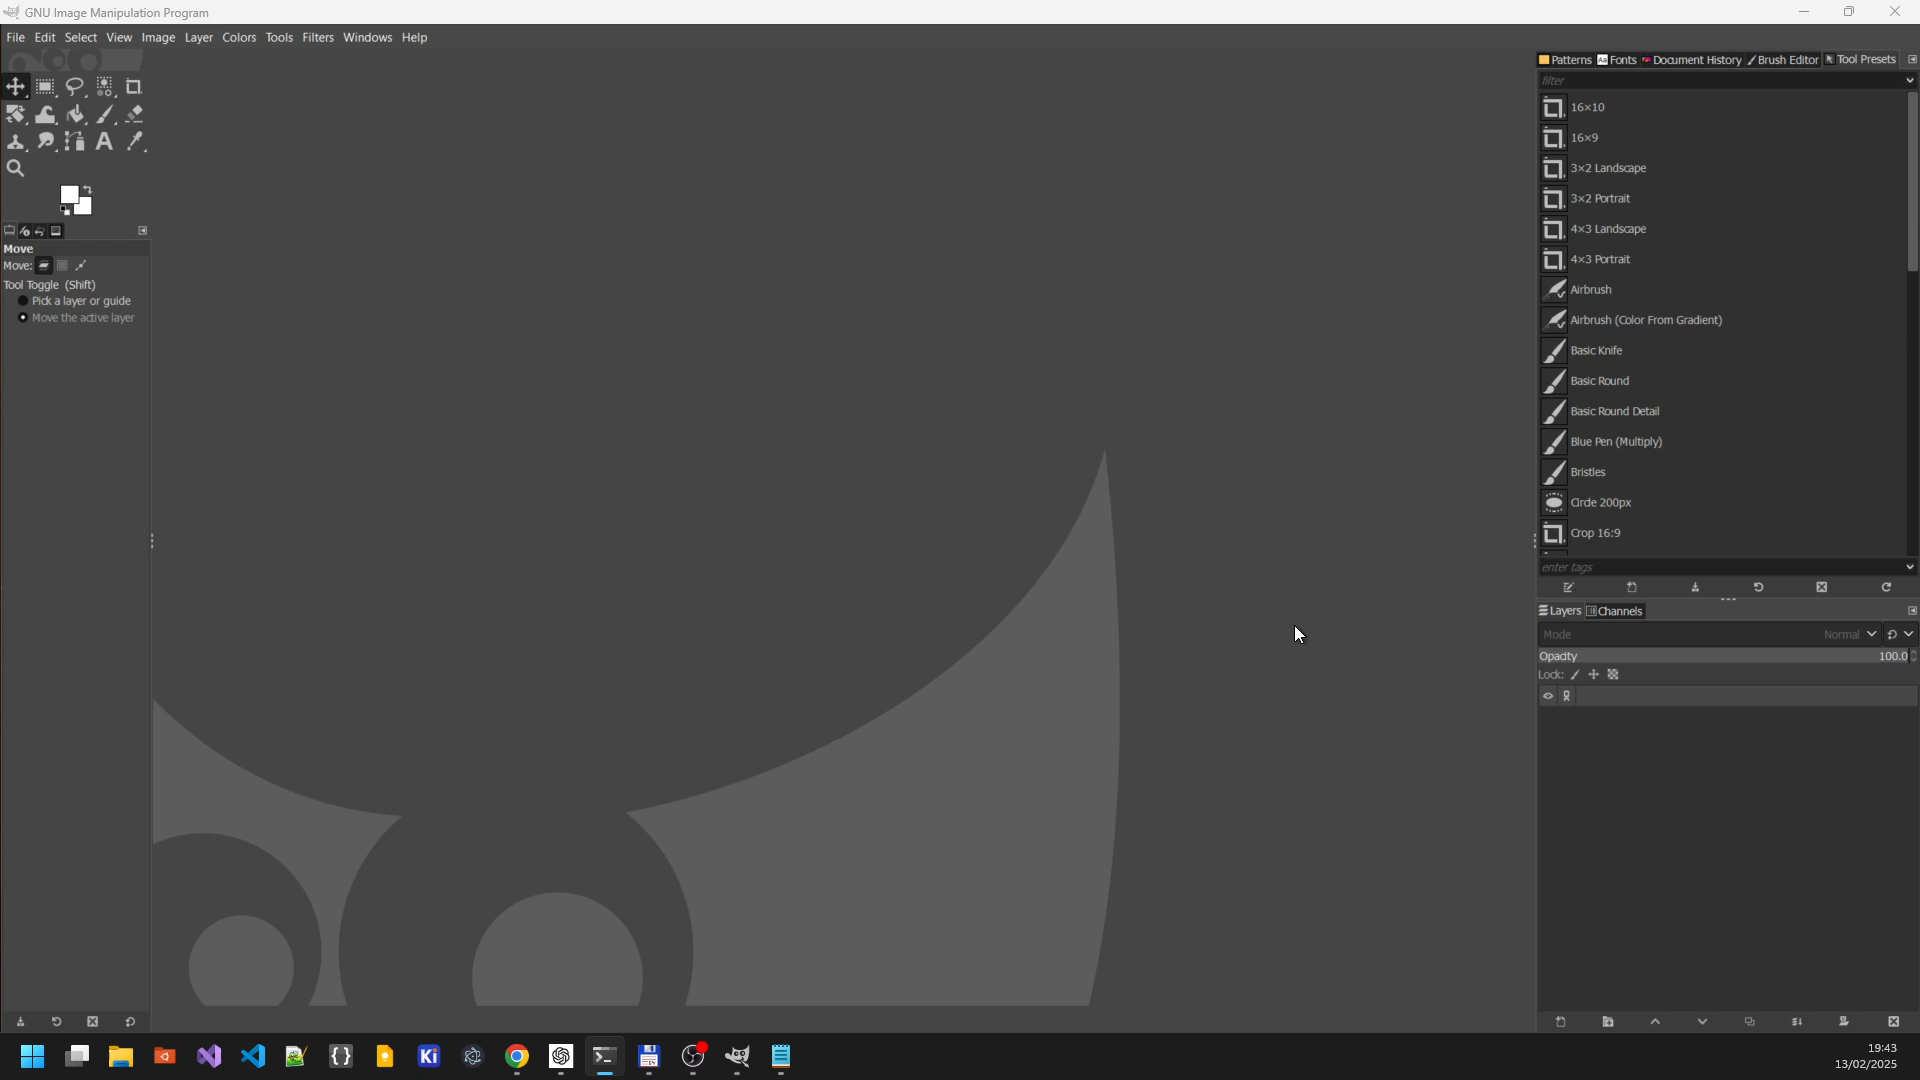 GNU Image Manipulation Program
File Edit Select View Image Layer Colors Tools Filters Windows Help
Patterns Fonts Document History Brush Editor Tool Presets
filter
16×10
16×9
3×2 Landscape
3×2 Portrait
4×3 Landscape
4×3 Portrait
Airbrush
Airbrush (Color From Gradient)
Basic Knife
Basic Round
Basic Round Detail
Blue Pen (Multiply)
Bristles
Circle 200px
Crop 16:9
enter tags
Move
Move:
Tool Toggle (Shift)
Pick a layer or guide
Move the active layer
Layers Channels
Mode Normal
Opacity 100.0
Lock:
19:43
13/02/2025